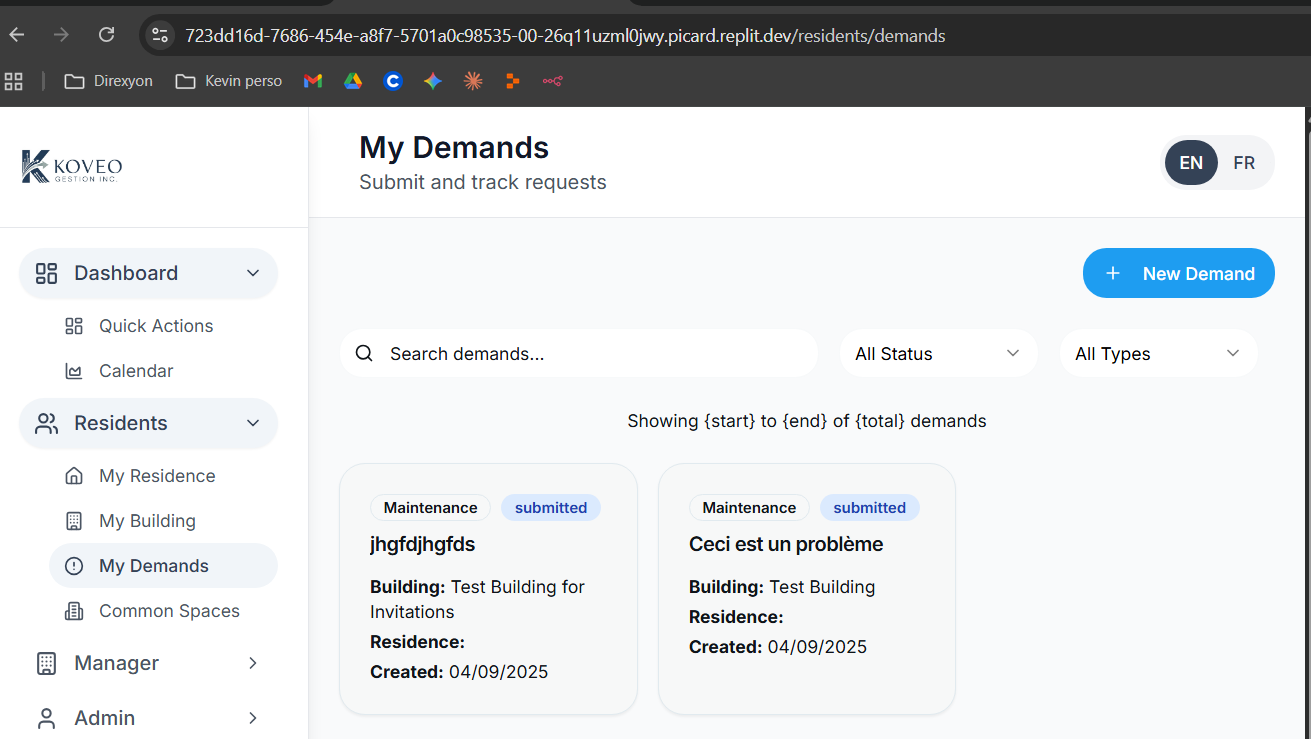 723dd16d-7686-454e-a8f7-5701a0c98535-00-26q11uzml0jwy.picard.replit.dev/residents/demands
Direxyon
Kevin perso
KOVEO
GESTION INC.
My Demands
Submit and track requests
EN
FR
Dashboard
Quick Actions
Calendar
Residents
My Residence
My Building
My Demands
Common Spaces
Manager
Admin
+ New Demand
Search demands...
All Status
All Types
Showing {start} to {end} of {total} demands
Maintenance
submitted
jhgfdjhgfds
Building: Test Building for
Invitations
Residence:
Created: 04/09/2025
Maintenance
submitted
Ceci est un problème
Building: Test Building
Residence:
Created: 04/09/2025